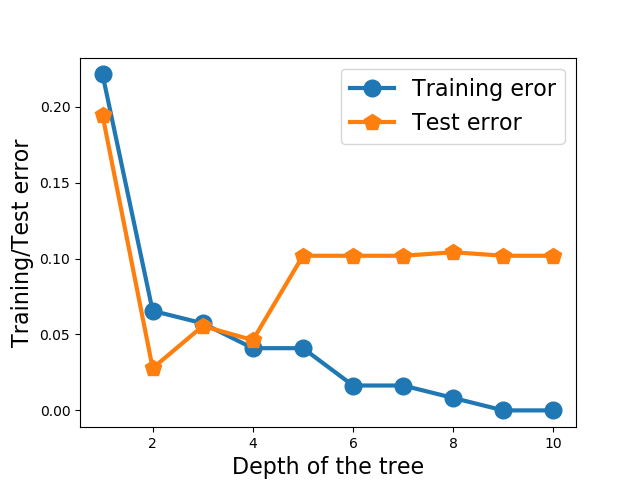 Training eror
Test error
Training/Test error
0.20
0.15
0.10
0.05
0.00
2
4
6
8
10
Depth of the tree